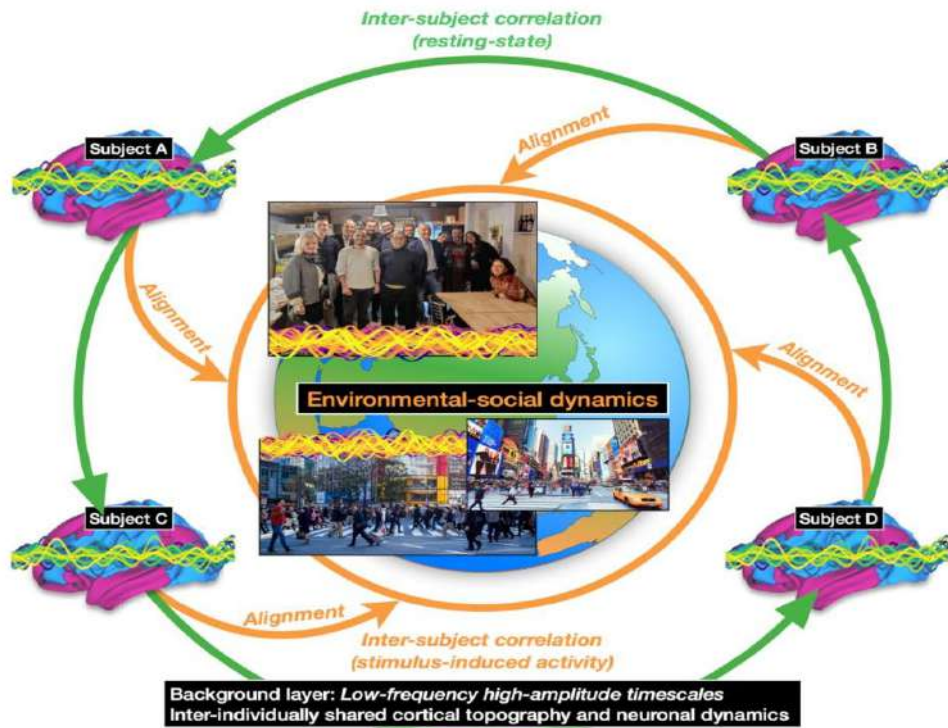 Inter-subject correlation
(resting-state)
Subject A
Alignment
Subject B
Alignment
Environmental-social dynamics
Alignment
Subject C
Subject D
Alignment
Inter-subject correlation
(stimulus-induced activity)
Background layer: Low-frequency high-amplitude timescales
Inter-individually shared cortical topography and neuronal dynamics